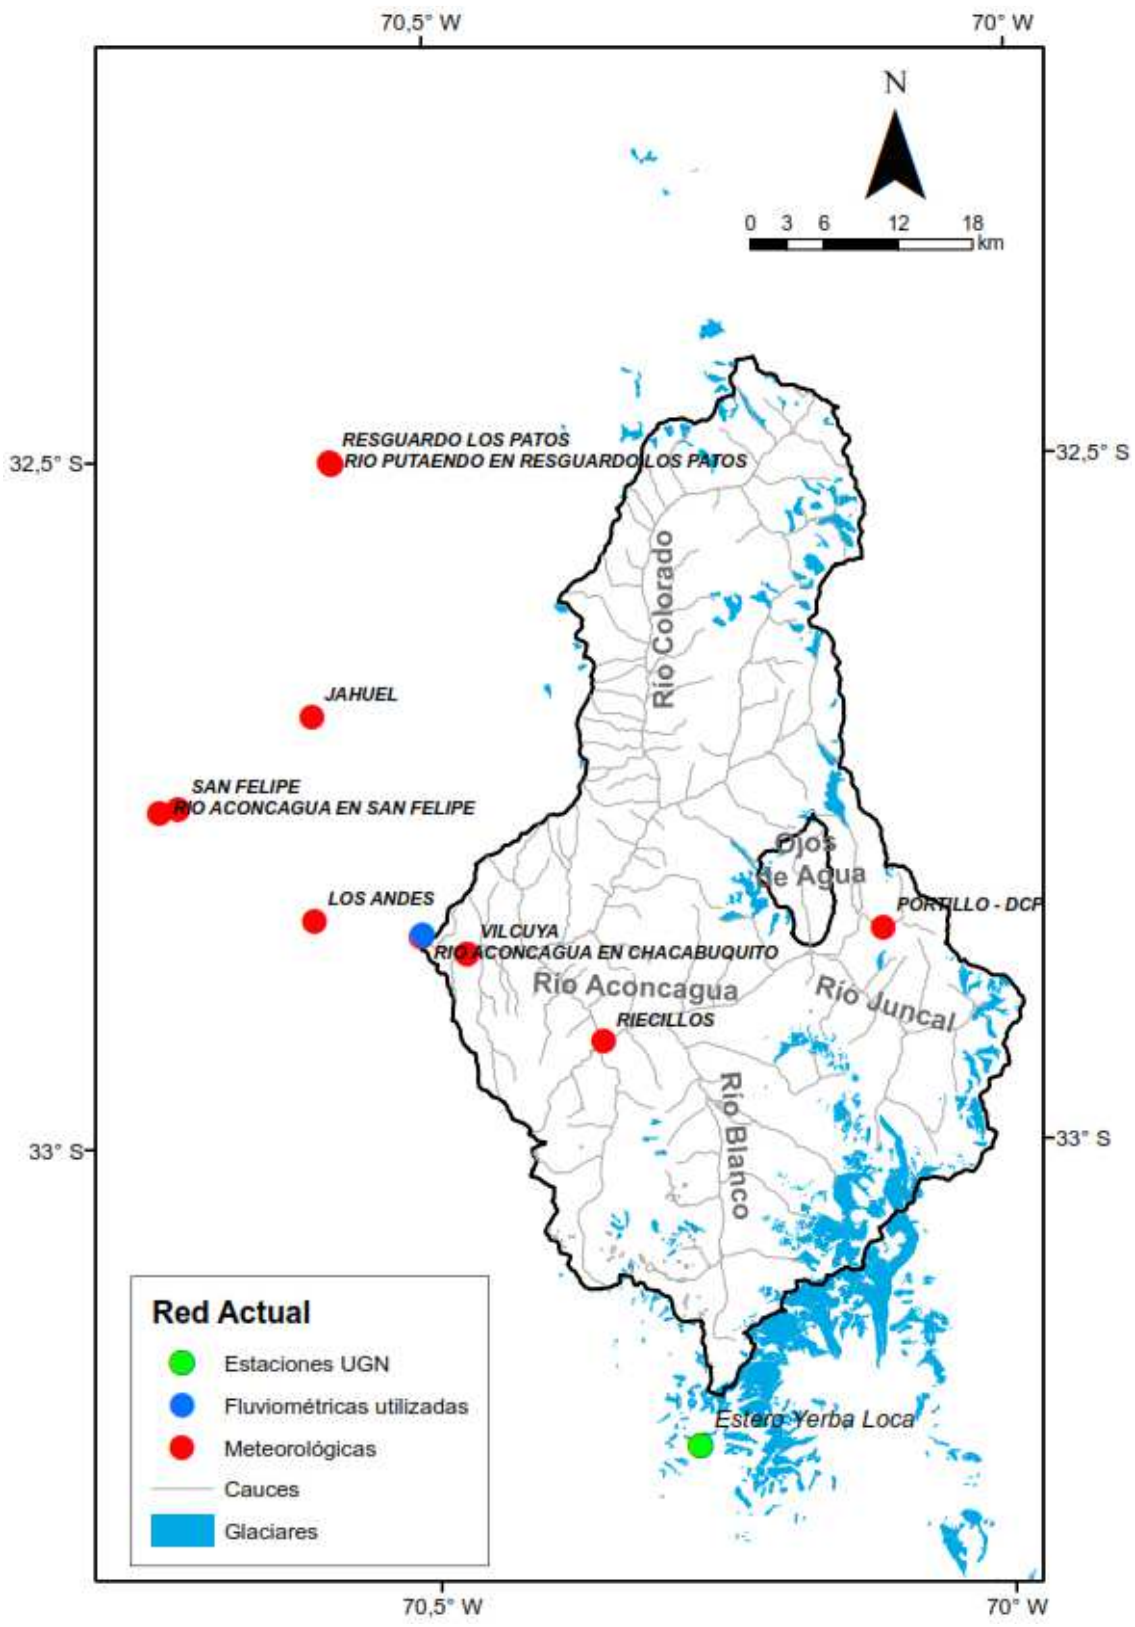 70,5° W
70° W
N
0 3 6 12 18
km
RESGUARDO LOS PATOS
32,5° S
RIO PUTAENDO EN RESGUARDO LOS PATOS
32,5° S
Río Colorado
JAHUEL
SAN FELIPE
RIO ACONCAGUA EN SAN FELIPE
Ojos
de Agua
LOS ANDES
PORTILLO - DCP
VILCUYA
RIO ACONCAGUA EN CHACABUQUITO
Río Aconcagua
Río Juncal
RIECILLOS
Río Blanco
33° S
33° S
Red Actual
Estaciones UGN
Fluviométricas utilizadas
Meteorológicas
Cauces
Glaciares
Estero Yerba Loca
70,5° W
70° W